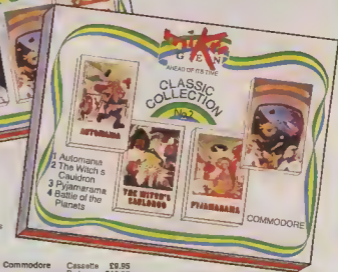 MIKRO
GEN
AHEAD OF ITS TIME
CLASSIC
COLLECTION
No 2
AUTOMANIA
1 Automania
2 The Witch's
Cauldron
3 Pyjamarama
4 Battle of the
Planets
THE WITCH'S
CAULDRON
PYJAMARAMA
COMMODORE
Commodore Cassette £9.95